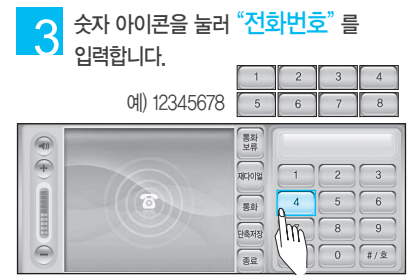 3
숫자 아이콘을 눌러 “전화번호” 를
입력합니다.
예) 12345678
1 2 3 4
5 6 7 8
통화
보류
재다이얼
통화
단축저장
종료
1 2 3
4 5 6
8 9
0 #/호